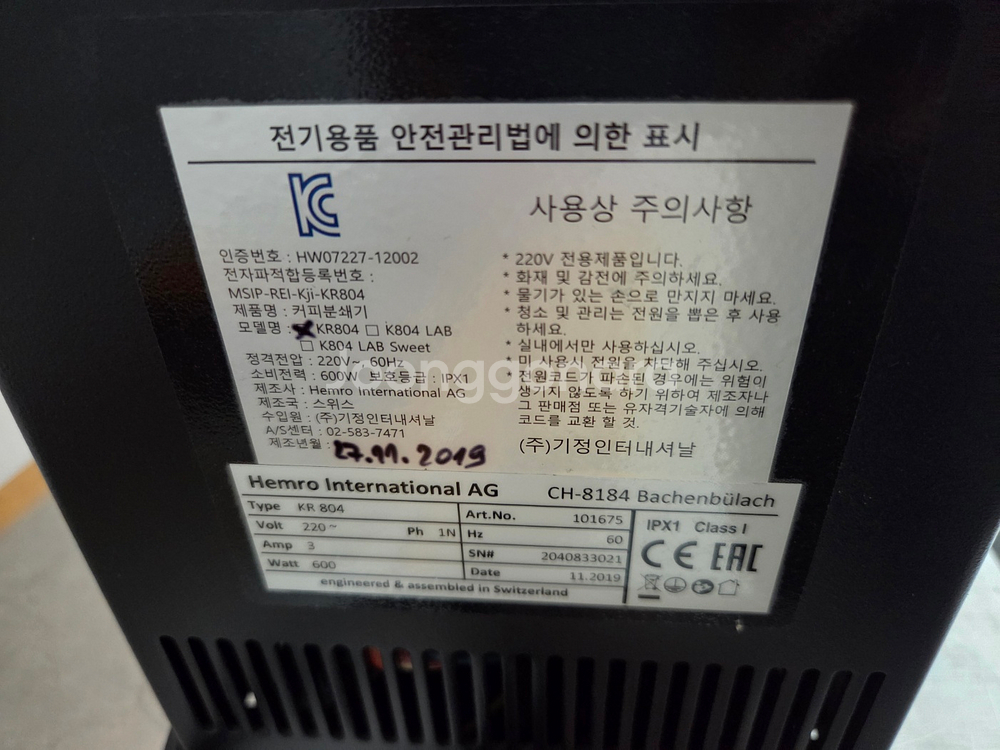 전기용품 안전관리법에 의한 표시
KC
인증번호 : HW07227-12002
전자파적합등록번호 :
MSIP-REI-Kji-KR804
제품명 : 커피분쇄기
모델명 : ☒ KR804 □ K804 LAB
□ K804 LAB Sweet
정격전압 : 220V~ 60Hz
소비전력 : 600W 보호등급 : IPX1
제조사 : Hemro International AG
제조국 : 스위스
수입원 : (주)기정인터내셔날
A/S센터 : 02-583-7471
제조년월 : 27.11.2019
사용상 주의사항
* 220V 전용제품입니다.
* 화재 및 감전에 주의하세요.
* 물기가 있는 손으로 만지지 마세요.
* 청소 및 관리는 전원을 뽑은 후 사용
하세요.
* 실내에서만 사용하십시오.
* 미 사용시 전원을 차단해 주십시오.
* 전원코드가 파손된 경우에는 위험이
생기지 않도록 하기 위하여 제조자나
그 판매점 또는 유자격기술자에 의해
코드를 교환 할 것.
(주)기정인터내셔날
Hemro International AG CH-8184 Bachenbülach
Type KR 804
Volt 220 ~ Ph 1N
Amp 3
Watt 600
Art.No. 101675
Hz 60
SN# 2040833021
Date 11.2019
engineered & assembled in Switzerland
IPX1 Class I
CE EAC